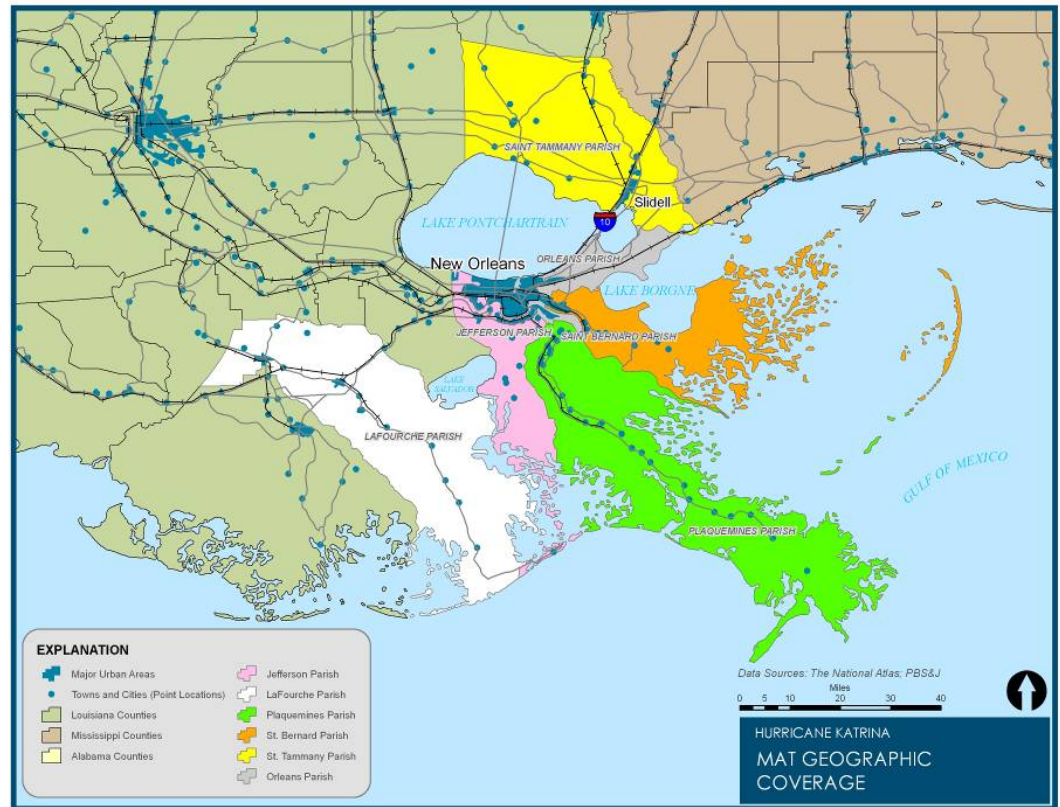 SAINT TAMMANY PARISH
Slidell
LAKE PONTCHARTRAIN
10
ORLEANS PARISH
New Orleans
LAKE BORGNE
JEFFERSON PARISH
SAINT BERNARD PARISH
LAKE
SALVADOR
LAFOURCHE PARISH
GULF OF MEXICO
PLAQUEMINES PARISH
EXPLANATION
Major Urban Areas
Towns and Cities (Point Locations)
Louisiana Counties
Mississippi Counties
Alabama Counties
Jefferson Parish
LaFourche Parish
Plaquemines Parish
St. Bernard Parish
St. Tammany Parish
Orleans Parish
Data Sources: The National Atlas; PBS&J
Miles
0 5 10 20 30 40
HURRICANE KATRINA
MAT GEOGRAPHIC
COVERAGE